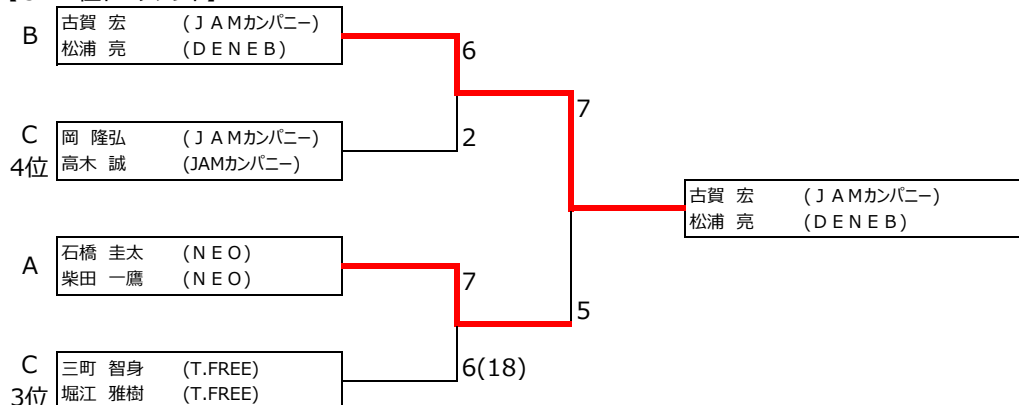 B
古賀 宏 (ＪＡＭカンパニー)
松浦 亮 (ＤＥＮＥＢ)
6
7
C
4位
岡 隆弘 (ＪＡＭカンパニー)
高木 誠 (JAMカンパニー)
2
古賀 宏 (ＪＡＭカンパニー)
松浦 亮 (ＤＥＮＥＢ)
A
石橋 圭太 (ＮＥＯ)
柴田 一鷹 (ＮＥＯ)
7
5
C
3位
三町 智身 (T.FREE)
堀江 雅樹 (T.FREE)
6(18)